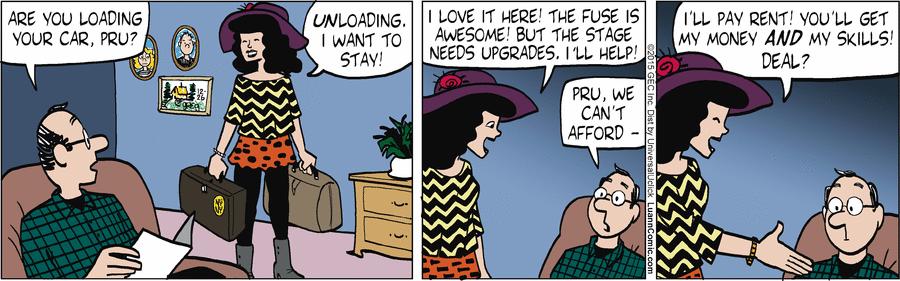 ARE YOU LOADING
YOUR CAR, PRU?
UNLOADING.
I WANT TO
STAY!
12-
26
GREG
I LOVE IT HERE! THE FUSE IS
AWESOME! BUT THE STAGE
NEEDS UPGRADES. I'LL HELP!
PRU, WE
CAN'T
AFFORD –
©2015 GEC Inc. Dist by UniversalUclick LuannComic.com
I'LL PAY RENT! YOU'LL GET
MY MONEY AND MY SKILLS!
DEAL?